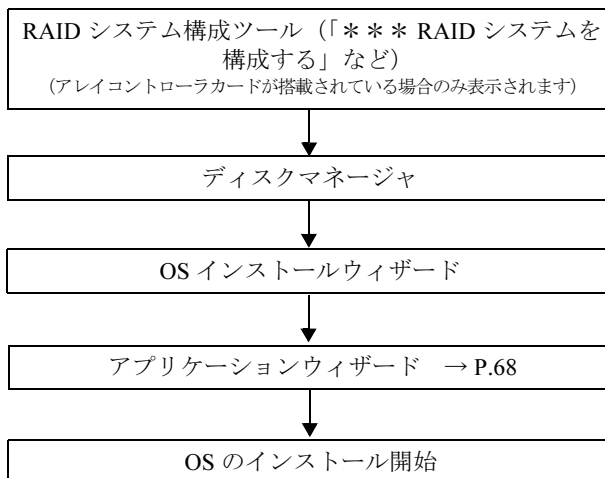 RAID システム構成ツール（「＊＊＊ RAID システムを
構成する」など）
（アレイコントローラカードが搭載されている場合のみ表示されます）
ディスクマネージャ
OS インストールウィザード
アプリケーションウィザード　→ P.68
OS のインストール開始